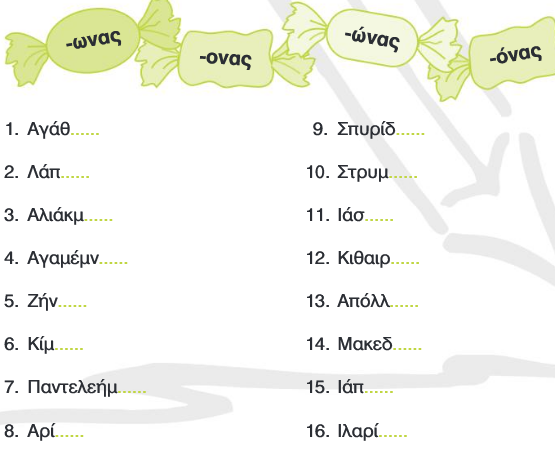 -ωνας
-ονας
-ώνας
-όνας
1. Αγάθ......
2. Λάπ......
3. Αλιάκμ......
4. Αγαμέμν......
5. Ζήν......
6. Κίμ......
7. Παντελεήμ......
8. Αρί......
9. Σπυρίδ......
10. Στρυμ......
11. Ιάσ......
12. Κιθαιρ......
13. Απόλλ......
14. Μακεδ......
15. Ιάπ......
16. Ιλαρί......